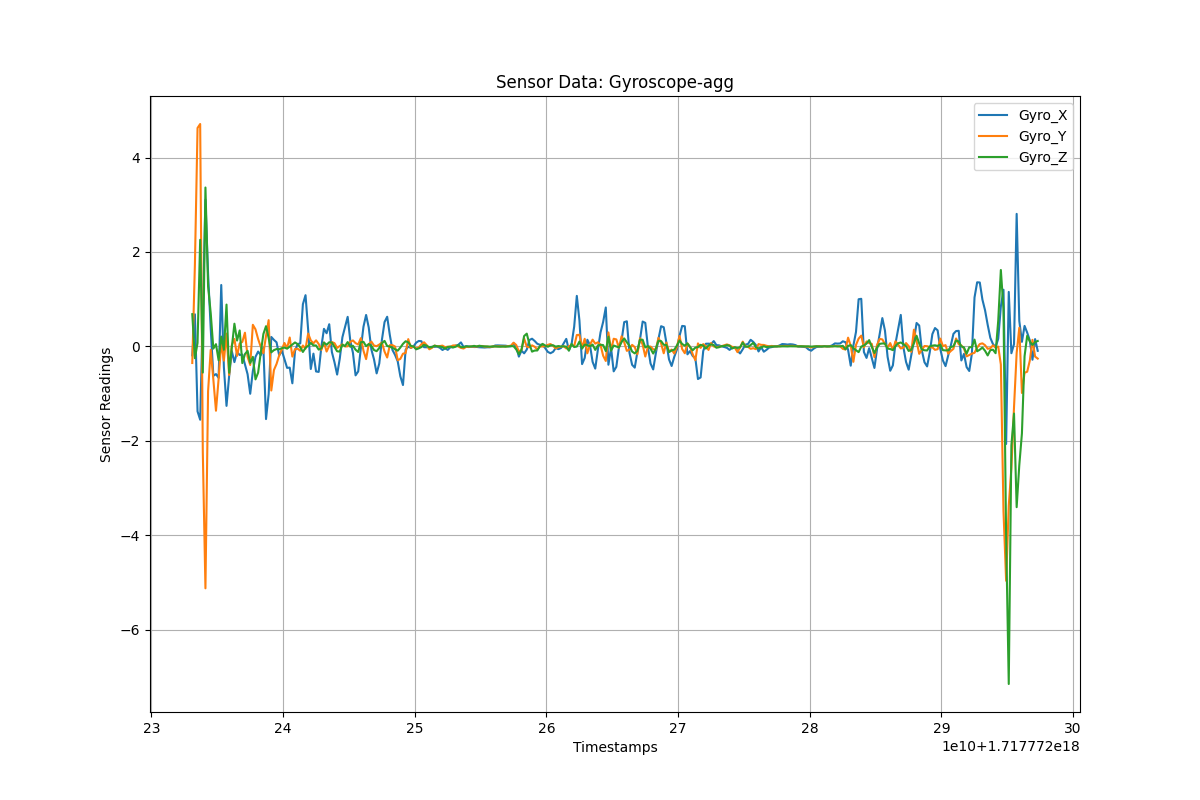 Sensor Data: Gyroscope-agg
Gyro_X
Gyro_Y
Gyro_Z
4
2
0
−2
−4
−6
Sensor Readings
23 24 25 26 27 28 29 30
Timestamps
1e10+1.717772e18